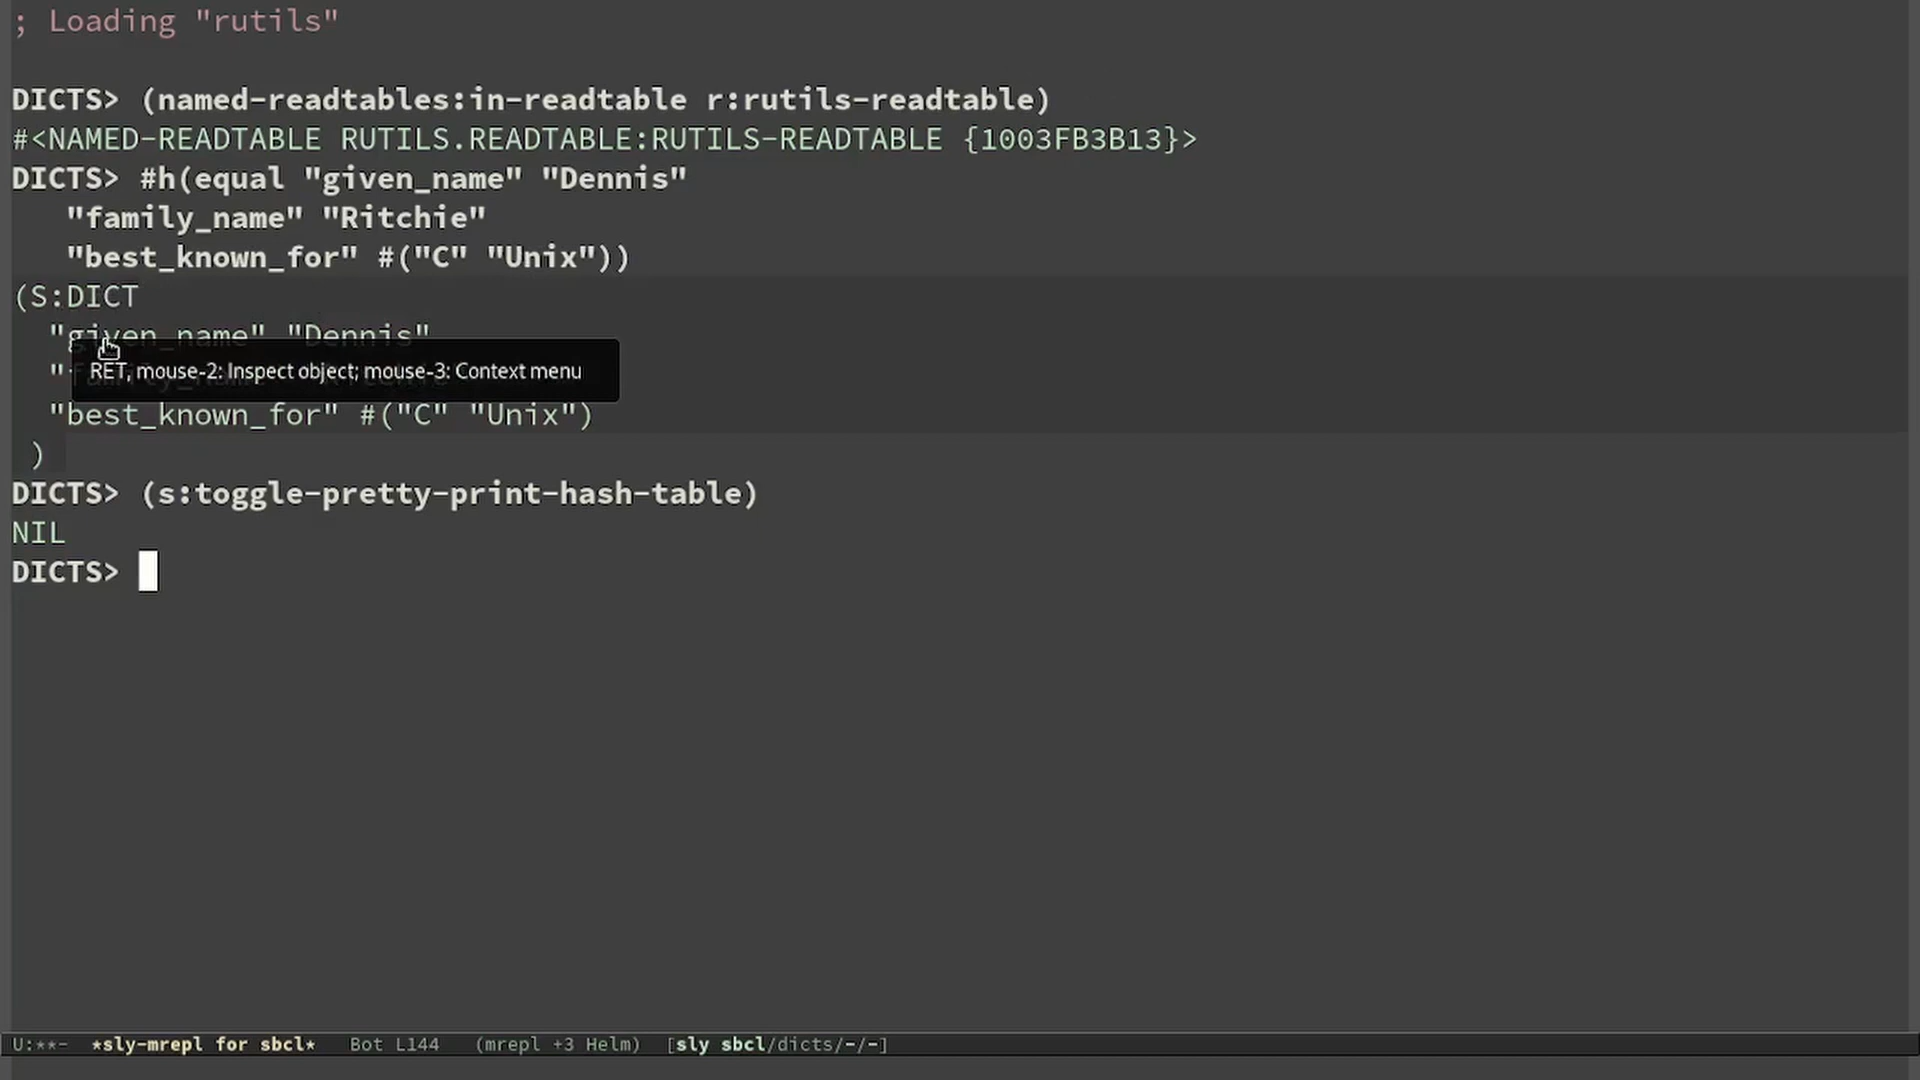 ; Loading "rutils"
DICTS> (named-readtables:in-readtable r:rutils-readtable)
#<NAMED-READTABLE RUTILS.READTABLE:RUTILS-READTABLE {1003FB3B13}>
DICTS> #h(equal "given_name" "Dennis"
"family_name" "Ritchie"
"best_known_for" #("C" "Unix"))
(S:DICT
"given_name" "Dennis"
RET, mouse-2: Inspect object; mouse-3: Context menu
"best_known_for" #("C" "Unix")
)
DICTS> (s:toggle-pretty-print-hash-table)
NIL
DICTS>
U:**-  *sly-mrepl for sbcl*   Bot L144   (mrepl +3 Helm)  [sly sbcl/dicts/-/-]